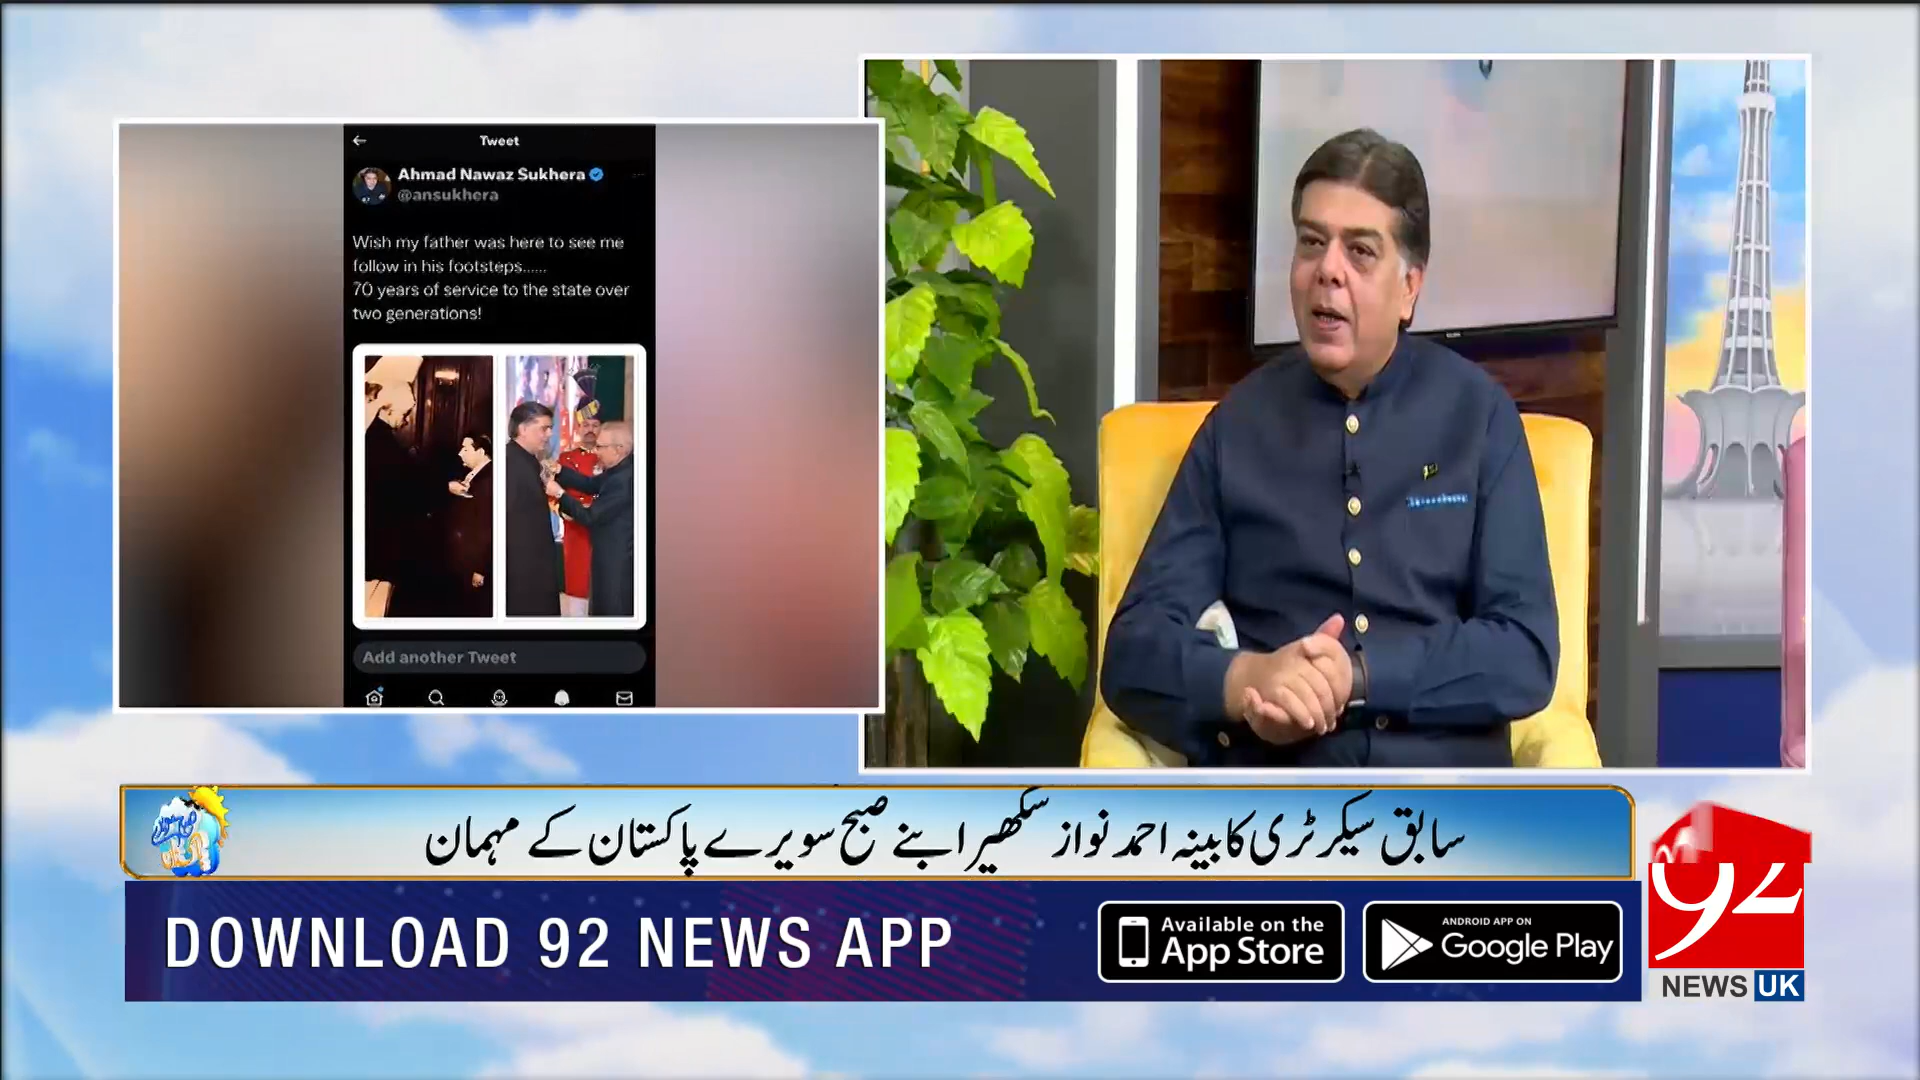 Tweet
Ahmad Nawaz Sukhera
@ansukhera
Wish my father was here to see me
follow in his footsteps......
70 years of service to the state over
two generations!
Add another Tweet
سابق سیکرٹری کابینہ احمد نواز سکھیرا بنے صبح سویرے پاکستان کے مہمان
DOWNLOAD 92 NEWS APP
Available on the
App Store
ANDROID APP ON
Google Play
92
NEWS UK